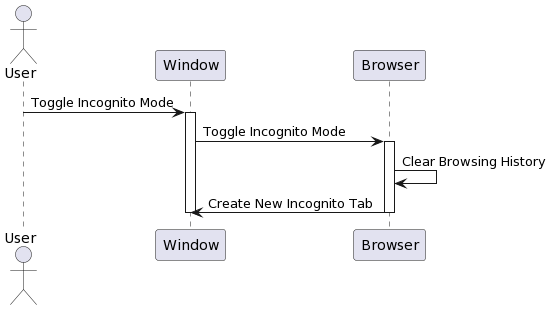 User
Window
Browser
Toggle Incognito Mode
Toggle Incognito Mode
Clear Browsing History
Create New Incognito Tab
User
Window
Browser